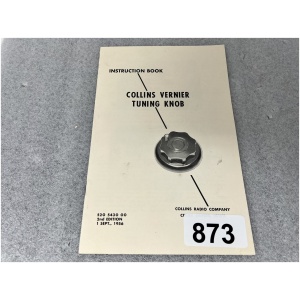 INSTRUCTION BOOK
COLLINS VERNIER
TUNING KNOB
COLLINS RADIO COMPANY
520 5420 00
2nd EDITION
1 SEPT., 1956
873